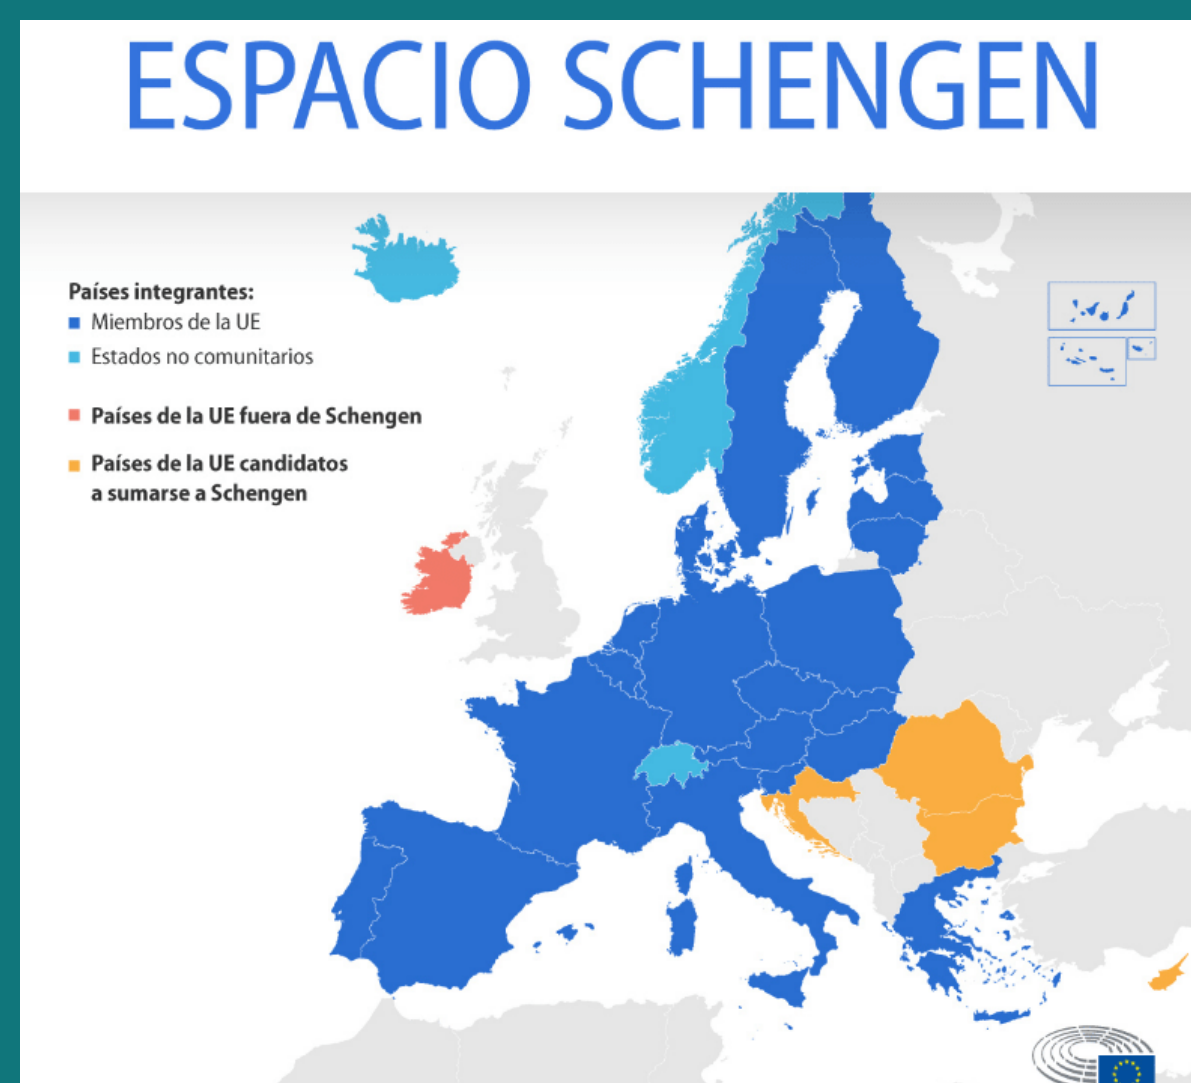 ESPACIO SCHENGEN
Países integrantes:
Miembros de la UE
Estados no comunitarios
Países de la UE fuera de Schengen
Países de la UE candidatos
a sumarse a Schengen